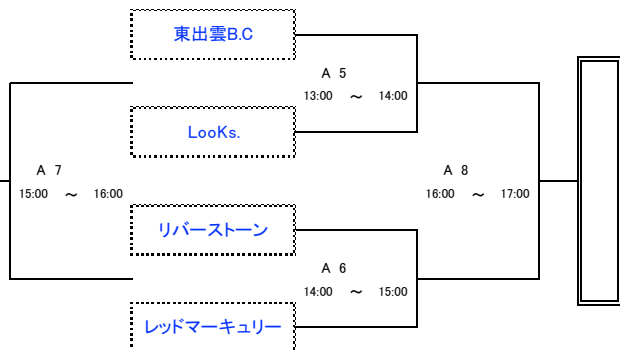 東出雲B.C
A 5
13:00 ～ 14:00
LooKs.
A 7
15:00 ～ 16:00
A 8
16:00 ～ 17:00
リバーストーン
A 6
14:00 ～ 15:00
レッドマーキュリー